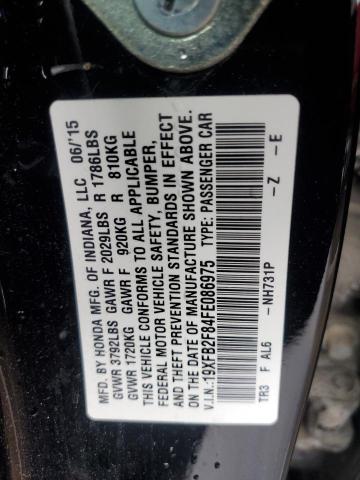 MFD. BY HONDA MFG. OF INDIANA, LLC 06/'15
GVWR 3792LBS GAWR F 2029LBS R 1786LBS
GVWR 1720KG GAWR F 920KG R 810KG
THIS VEHICLE CONFORMS TO ALL APPLICABLE
FEDERAL MOTOR VEHICLE SAFETY, BUMPER,
AND THEFT PREVENTION STANDARDS IN EFFECT
ON THE DATE OF MANUFACTURE SHOWN ABOVE.
V.I.N.:19XFB2F84FE086975 TYPE: PASSENGER CAR
TR3 F AL6 -NH731P -Z -E